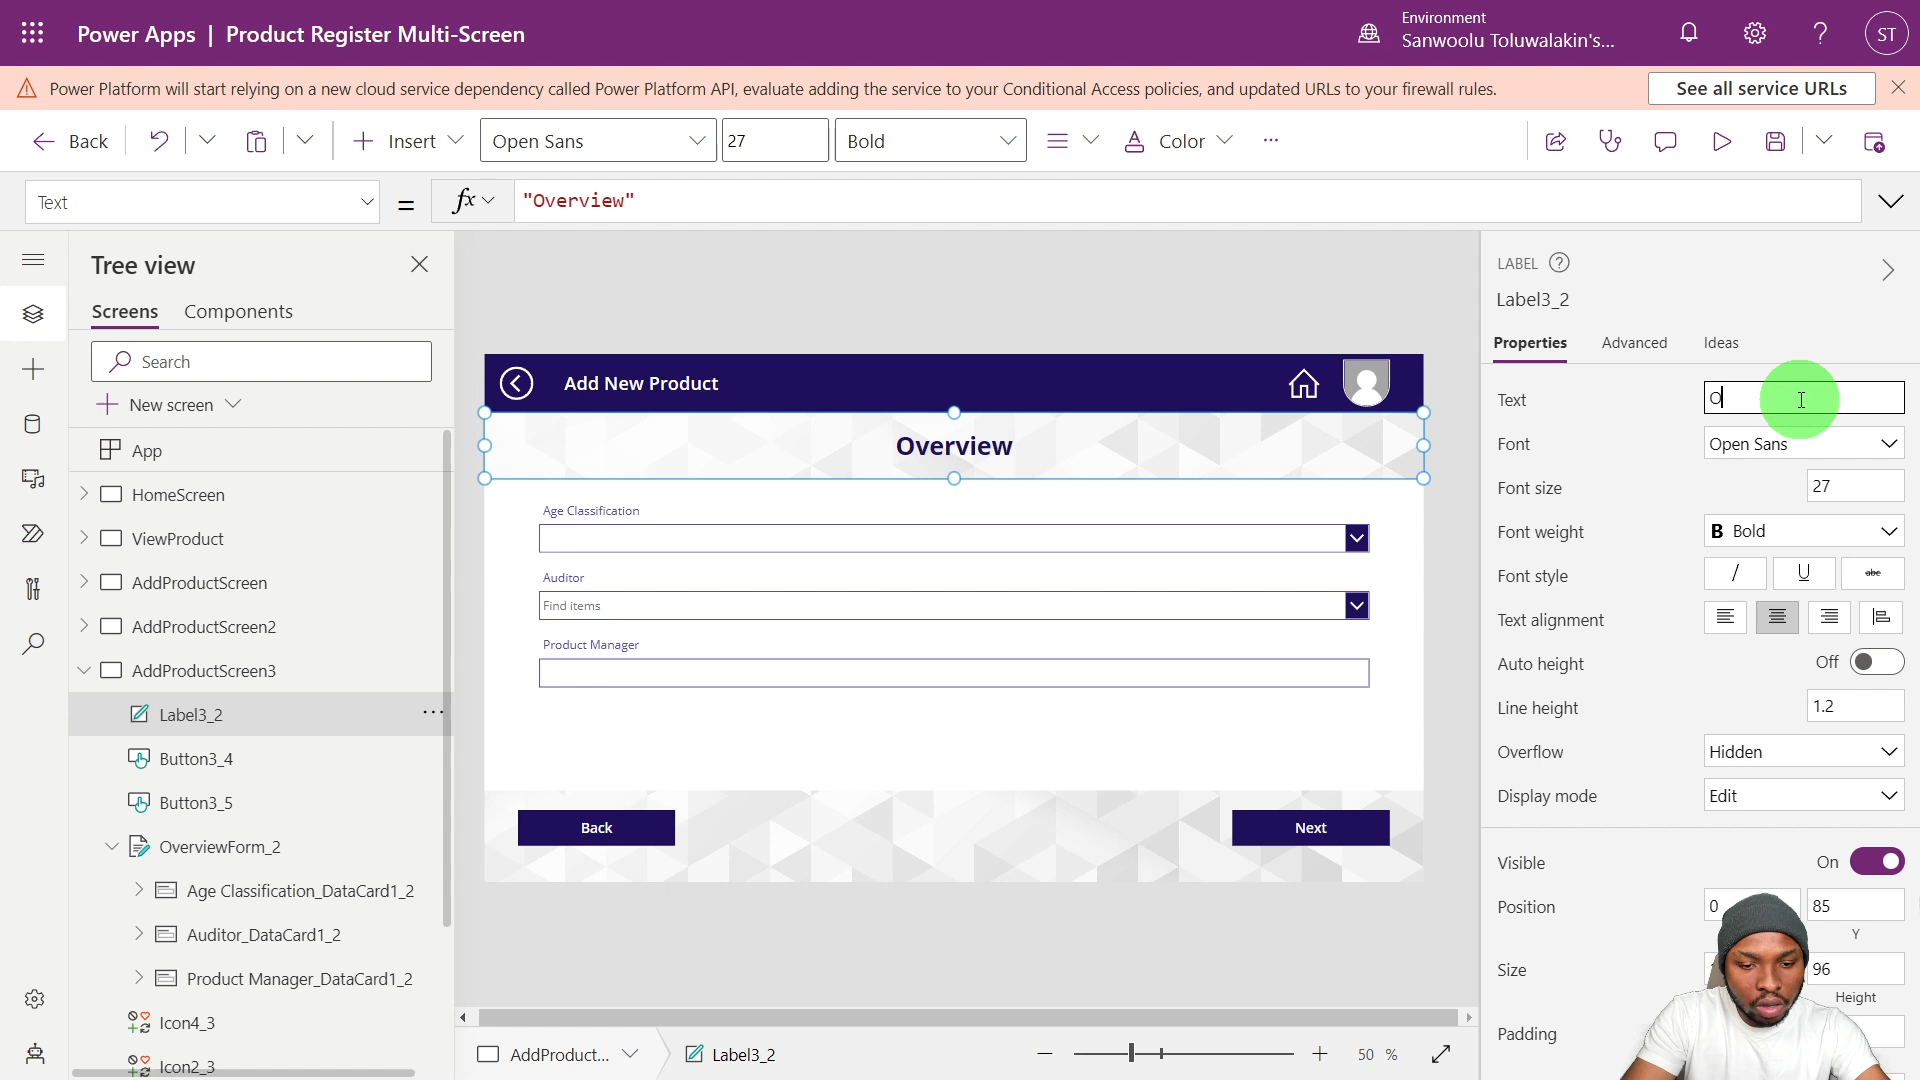 Power Apps | Product Register Multi-Screen
Environment
Sanwoolu Toluwalakin's...
ST
Power Platform will start relying on a new cloud service dependency called Power Platform API, evaluate adding the service to your Conditional Access policies, and updated URLs to your firewall rules.
See all service URLs
Back
Insert
Open Sans
27
Bold
Color
Text
=
fx
"Overview"
Tree view
Screens
Components
Search
New screen
App
HomeScreen
ViewProduct
AddProductScreen
AddProductScreen2
AddProductScreen3
Label3_2
Button3_4
Button3_5
OverviewForm_2
Age Classification_DataCard1_2
Auditor_DataCard1_2
Product Manager_DataCard1_2
Icon4_3
Icon2_3
Add New Product
Overview
Age Classification
Auditor
Find items
Product Manager
Back
Next
AddProduct...
Label3_2
50 %
LABEL
Label3_2
Properties
Advanced
Ideas
Text
O
Font
Open Sans
Font size
27
Font weight
B Bold
Font style
/ U abc
Text alignment
Auto height
Off
Line height
1.2
Overflow
Hidden
Display mode
Edit
Visible
On
Position
0
85
Y
Size
96
Height
Padding